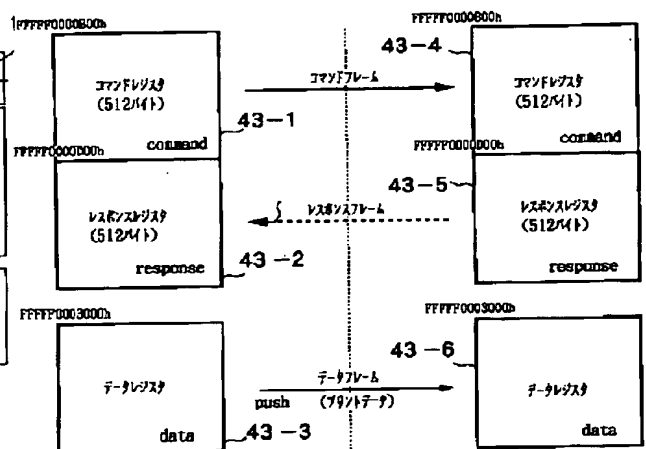 1
FFFFF0000B00h
コマンドレジスタ
(512バイト)
command
43-1
FFFFF0000D00h
レスポンスレジスタ
(512バイト)
response
43-2
FFFFF0003000h
データレジスタ
data
43-3
コマンドフレーム
レスポンスフレーム
データフレーム
push
(プリントデータ)
FFFFF0000B00h
43-4
コマンドレジスタ
(512バイト)
command
FFFFF0000D00h
43-5
レスポンスレジスタ
(512バイト)
response
FFFFF0003000h
43-6
データレジスタ
data